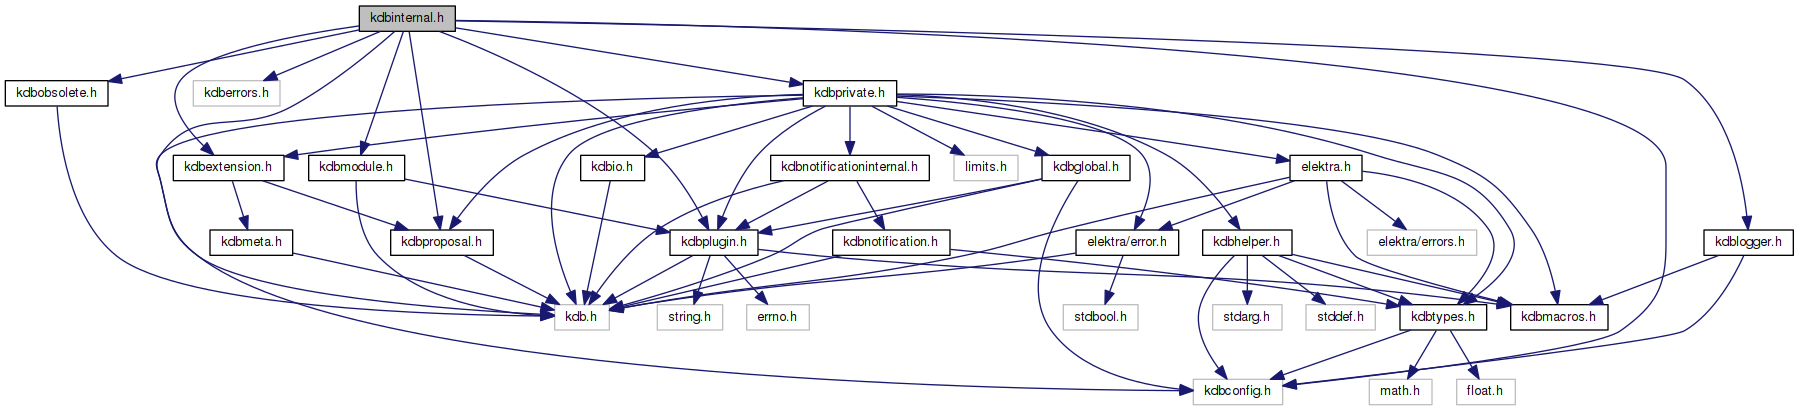 kdbinternal.h
kdbobsolete.h
kdberrors.h
kdbprivate.h
kdbextension.h
kdbmodule.h
kdbio.h
kdbnotificationinternal.h
limits.h
kdbglobal.h
elektra.h
kdbmeta.h
kdbproposal.h
kdbplugin.h
kdbnotification.h
elektra/error.h
kdbhelper.h
elektra/errors.h
kdblogger.h
kdb.h
string.h
errno.h
stdbool.h
stdarg.h
stddef.h
kdbtypes.h
kdbmacros.h
kdbconfig.h
math.h
float.h